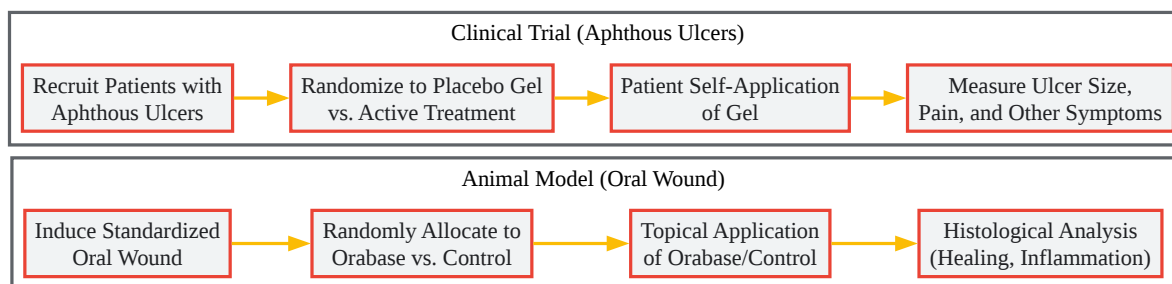 Clinical Trial (Aphthous Ulcers)
Recruit Patients with
Aphthous Ulcers
Randomize to Placebo Gel
vs. Active Treatment
Patient Self-Application
of Gel
Measure Ulcer Size,
Pain, and Other Symptoms
Animal Model (Oral Wound)
Induce Standardized
Oral Wound
Randomly Allocate to
Orabase vs. Control
Topical Application
of Orabase/Control
Histological Analysis
(Healing, Inflammation)